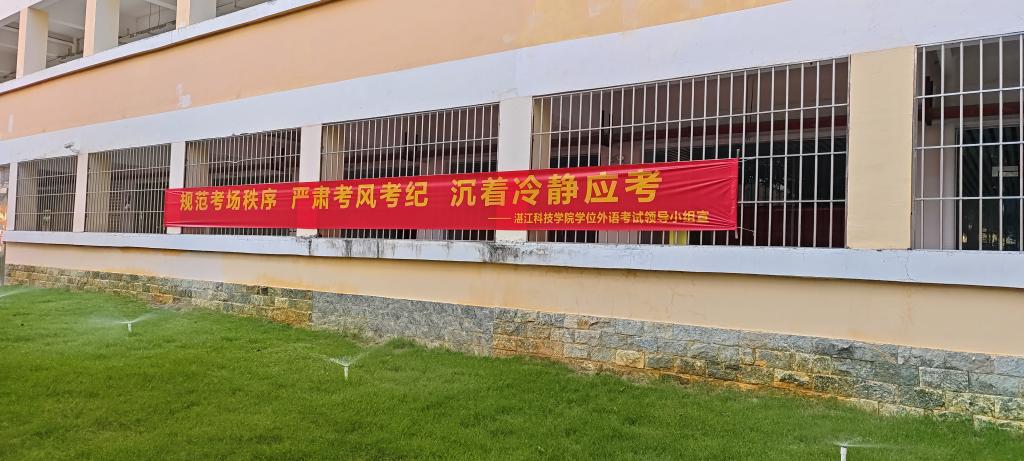 规范考场秩序 严肃考风考纪 沉着冷静应考
—— 湛江科技学院学位外语考试领导小组宣